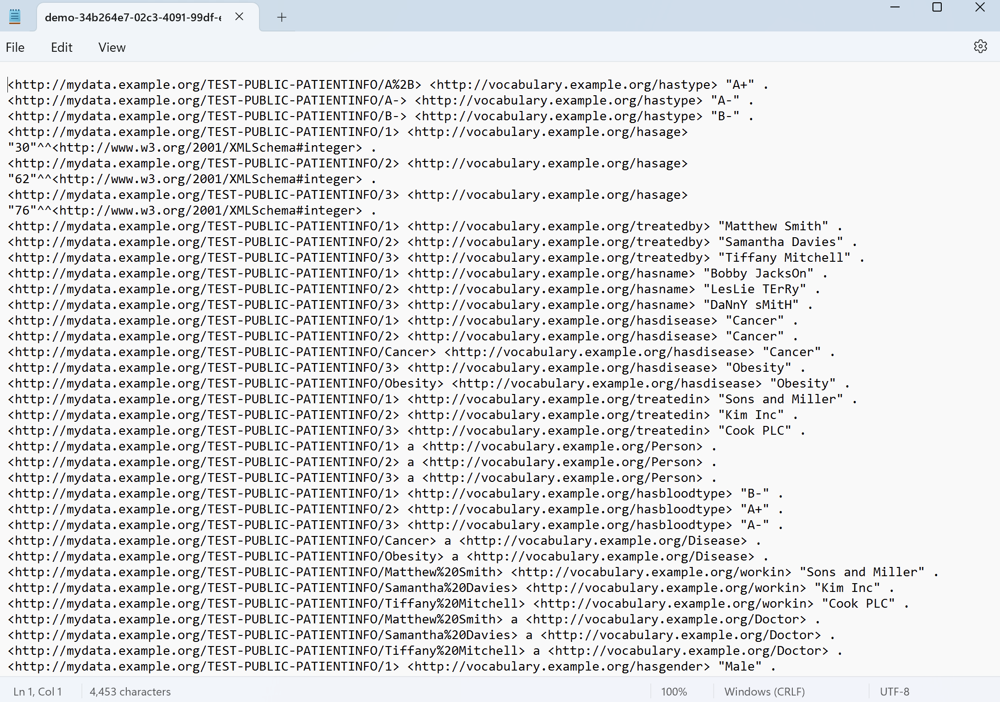 demo-34b264e7-02c3-4091-99df-
File Edit View
<http://mydata.example.org/TEST-PUBLIC-PATIENTINFO/A%2B> <http://vocabulary.example.org/hastype> "A+" .
<http://mydata.example.org/TEST-PUBLIC-PATIENTINFO/A-> <http://vocabulary.example.org/hastype> "A-" .
<http://mydata.example.org/TEST-PUBLIC-PATIENTINFO/B-> <http://vocabulary.example.org/hastype> "B-" .
<http://mydata.example.org/TEST-PUBLIC-PATIENTINFO/1> <http://vocabulary.example.org/hasage>
"30"^^<http://www.w3.org/2001/XMLSchema#integer> .
<http://mydata.example.org/TEST-PUBLIC-PATIENTINFO/2> <http://vocabulary.example.org/hasage>
"62"^^<http://www.w3.org/2001/XMLSchema#integer> .
<http://mydata.example.org/TEST-PUBLIC-PATIENTINFO/3> <http://vocabulary.example.org/hasage>
"76"^^<http://www.w3.org/2001/XMLSchema#integer> .
<http://mydata.example.org/TEST-PUBLIC-PATIENTINFO/1> <http://vocabulary.example.org/treatedby> "Matthew Smith" .
<http://mydata.example.org/TEST-PUBLIC-PATIENTINFO/2> <http://vocabulary.example.org/treatedby> "Samantha Davies" .
<http://mydata.example.org/TEST-PUBLIC-PATIENTINFO/3> <http://vocabulary.example.org/treatedby> "Tiffany Mitchell" .
<http://mydata.example.org/TEST-PUBLIC-PATIENTINFO/1> <http://vocabulary.example.org/hasname> "Bobby JacksOn" .
<http://mydata.example.org/TEST-PUBLIC-PATIENTINFO/2> <http://vocabulary.example.org/hasname> "LesLie TErRy" .
<http://mydata.example.org/TEST-PUBLIC-PATIENTINFO/3> <http://vocabulary.example.org/hasname> "DaNnY sMitH" .
<http://mydata.example.org/TEST-PUBLIC-PATIENTINFO/1> <http://vocabulary.example.org/hasdisease> "Cancer" .
<http://mydata.example.org/TEST-PUBLIC-PATIENTINFO/2> <http://vocabulary.example.org/hasdisease> "Cancer" .
<http://mydata.example.org/TEST-PUBLIC-PATIENTINFO/Cancer> <http://vocabulary.example.org/hasdisease> "Cancer" .
<http://mydata.example.org/TEST-PUBLIC-PATIENTINFO/3> <http://vocabulary.example.org/hasdisease> "Obesity" .
<http://mydata.example.org/TEST-PUBLIC-PATIENTINFO/Obesity> <http://vocabulary.example.org/hasdisease> "Obesity" .
<http://mydata.example.org/TEST-PUBLIC-PATIENTINFO/1> <http://vocabulary.example.org/treatedin> "Sons and Miller" .
<http://mydata.example.org/TEST-PUBLIC-PATIENTINFO/2> <http://vocabulary.example.org/treatedin> "Kim Inc" .
<http://mydata.example.org/TEST-PUBLIC-PATIENTINFO/3> <http://vocabulary.example.org/treatedin> "Cook PLC" .
<http://mydata.example.org/TEST-PUBLIC-PATIENTINFO/1> a <http://vocabulary.example.org/Person> .
<http://mydata.example.org/TEST-PUBLIC-PATIENTINFO/2> a <http://vocabulary.example.org/Person> .
<http://mydata.example.org/TEST-PUBLIC-PATIENTINFO/3> a <http://vocabulary.example.org/Person> .
<http://mydata.example.org/TEST-PUBLIC-PATIENTINFO/1> <http://vocabulary.example.org/hasbloodtype> "B-" .
<http://mydata.example.org/TEST-PUBLIC-PATIENTINFO/2> <http://vocabulary.example.org/hasbloodtype> "A+" .
<http://mydata.example.org/TEST-PUBLIC-PATIENTINFO/3> <http://vocabulary.example.org/hasbloodtype> "A-" .
<http://mydata.example.org/TEST-PUBLIC-PATIENTINFO/Cancer> a <http://vocabulary.example.org/Disease> .
<http://mydata.example.org/TEST-PUBLIC-PATIENTINFO/Obesity> a <http://vocabulary.example.org/Disease> .
<http://mydata.example.org/TEST-PUBLIC-PATIENTINFO/Matthew%20Smith> <http://vocabulary.example.org/workin> "Sons and Miller" .
<http://mydata.example.org/TEST-PUBLIC-PATIENTINFO/Samantha%20Davies> <http://vocabulary.example.org/workin> "Kim Inc" .
<http://mydata.example.org/TEST-PUBLIC-PATIENTINFO/Tiffany%20Mitchell> <http://vocabulary.example.org/workin> "Cook PLC" .
<http://mydata.example.org/TEST-PUBLIC-PATIENTINFO/Matthew%20Smith> a <http://vocabulary.example.org/Doctor> .
<http://mydata.example.org/TEST-PUBLIC-PATIENTINFO/Samantha%20Davies> a <http://vocabulary.example.org/Doctor> .
<http://mydata.example.org/TEST-PUBLIC-PATIENTINFO/Tiffany%20Mitchell> a <http://vocabulary.example.org/Doctor> .
<http://mydata.example.org/TEST-PUBLIC-PATIENTINFO/1> <http://vocabulary.example.org/hasgender> "Male" .
Ln 1, Col 1 4,453 characters 100% Windows (CRLF) UTF-8